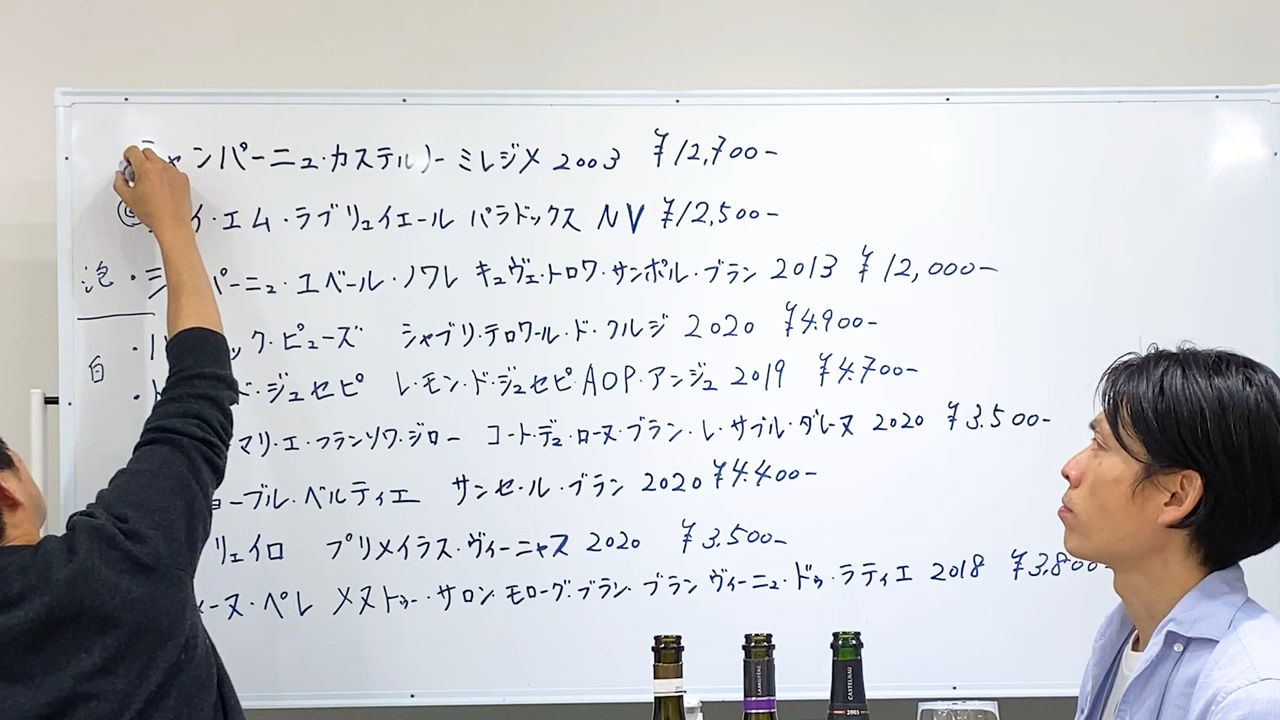 シャンパーニュ・カステルノー ミレジメ 2003 ¥12,700-
イ・エム・ラブリュイエール パラドックス NV ¥12,500-
泡 ・シ パーニュ・エベール・ノワレ キュヴェ・トロワ・サンポル・ブラン 2013 ¥12,000-
ック・ピューズ シャブリ・テロワール・ド・クルジ 2020 ¥4,900-
白
ド・ジュセピ レ・モン・ド・ジュセピ AOP・アンジュ 2019 ¥4,700-
マリ・エ・フランソワ・ジロー コート・デュ・ローヌ・ブラン・レ・サブル・ダレーヌ 2020 ¥3,500-
ョーブル・ベルティエ サンセール・ブラン 2020 ¥4,400-
リェイロ プリメイラス・ヴィーニャス 2020 ¥3,500-
ーヌ・ペレ メヌトゥー・サロン モローグ・ブラン・ブラン ヴィーニュ・ドゥ・ラティエ 2018 ¥3,800
CASTELNAU
2003